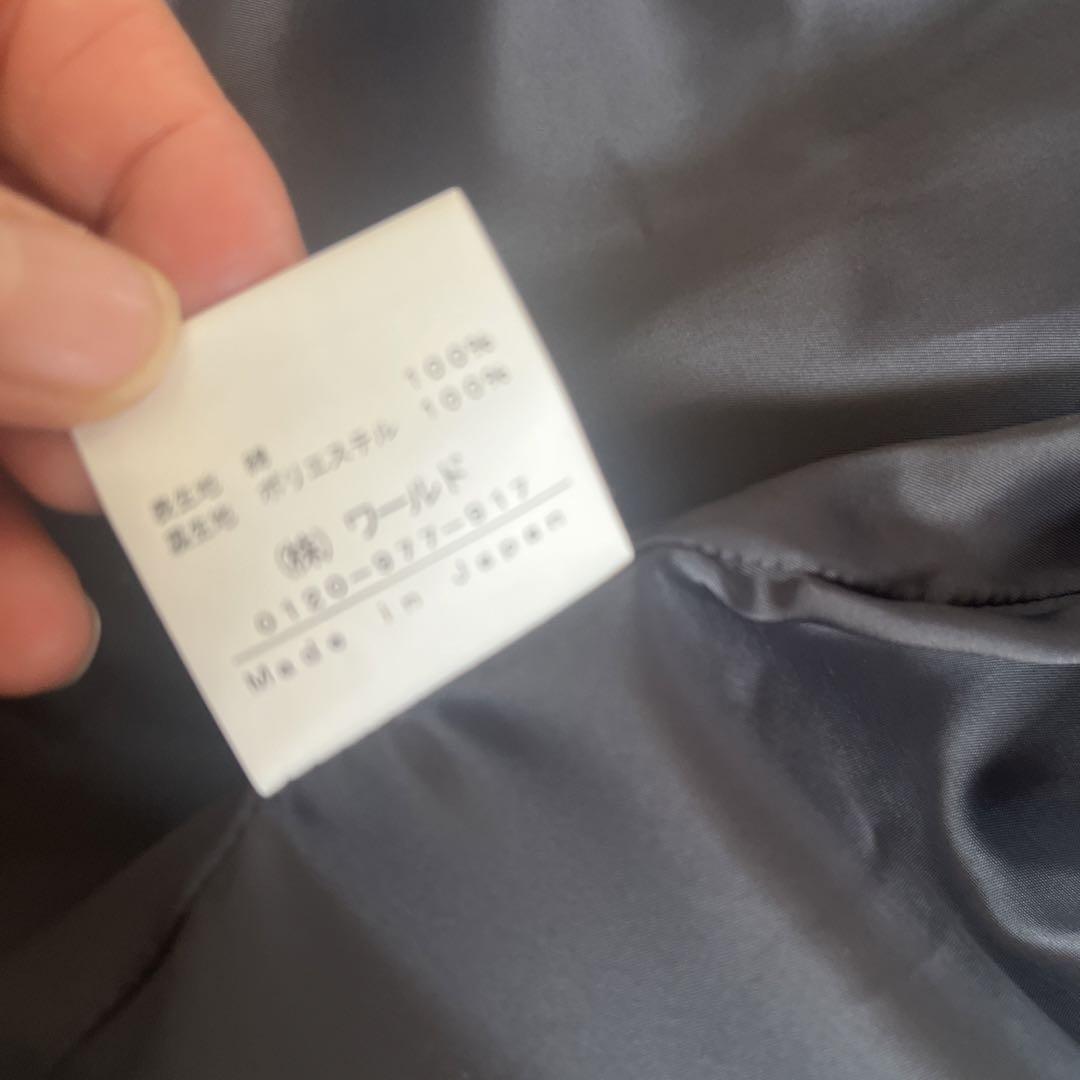 表生地 綿 100%
裏生地 ポリエステル 100%
(株) ワールド
0120-977-917
Made in Japan